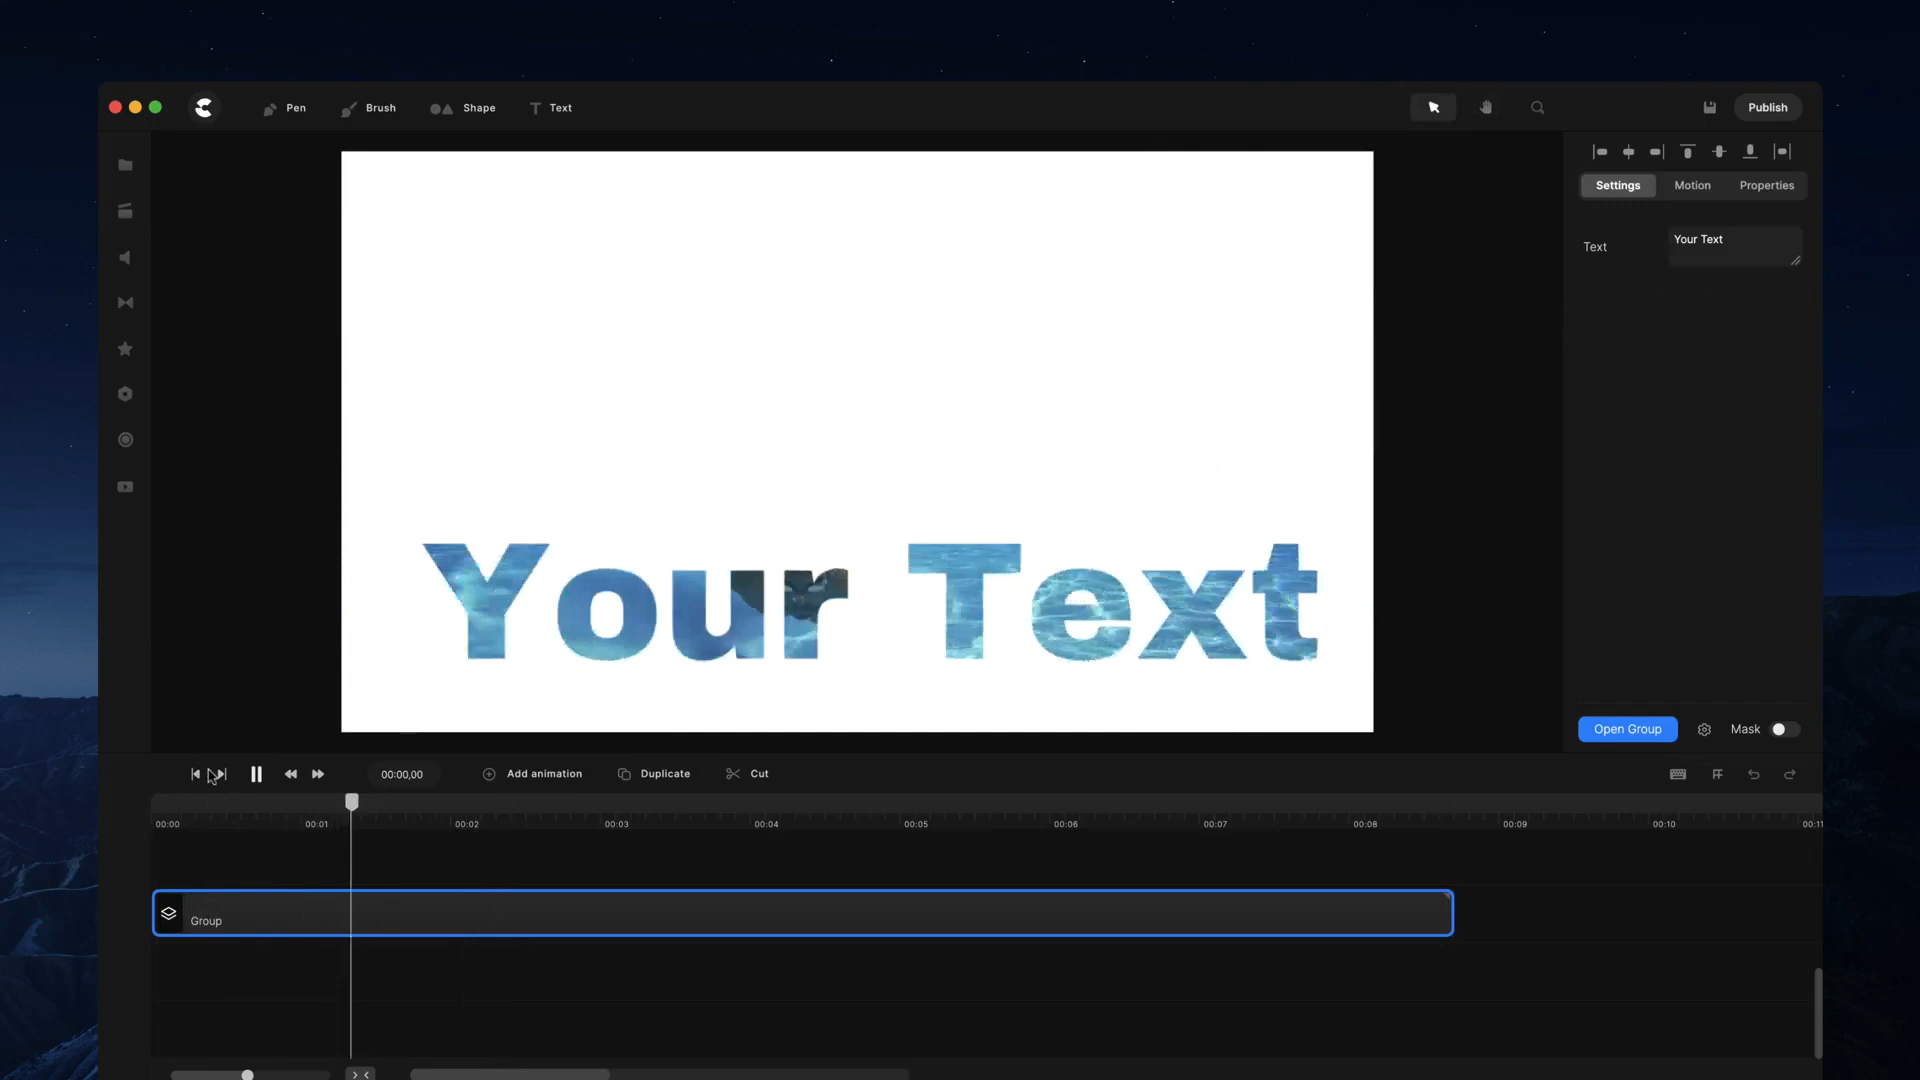 Pen Brush Shape Text Publish
Settings Motion Properties
Text Your Text
Your Text
Open Group Mask
00:00,00 Add animation Duplicate Cut
00:00 00:01 00:02 00:03 00:04 00:05 00:06 00:07 00:08 00:09 00:10 00:11
Group